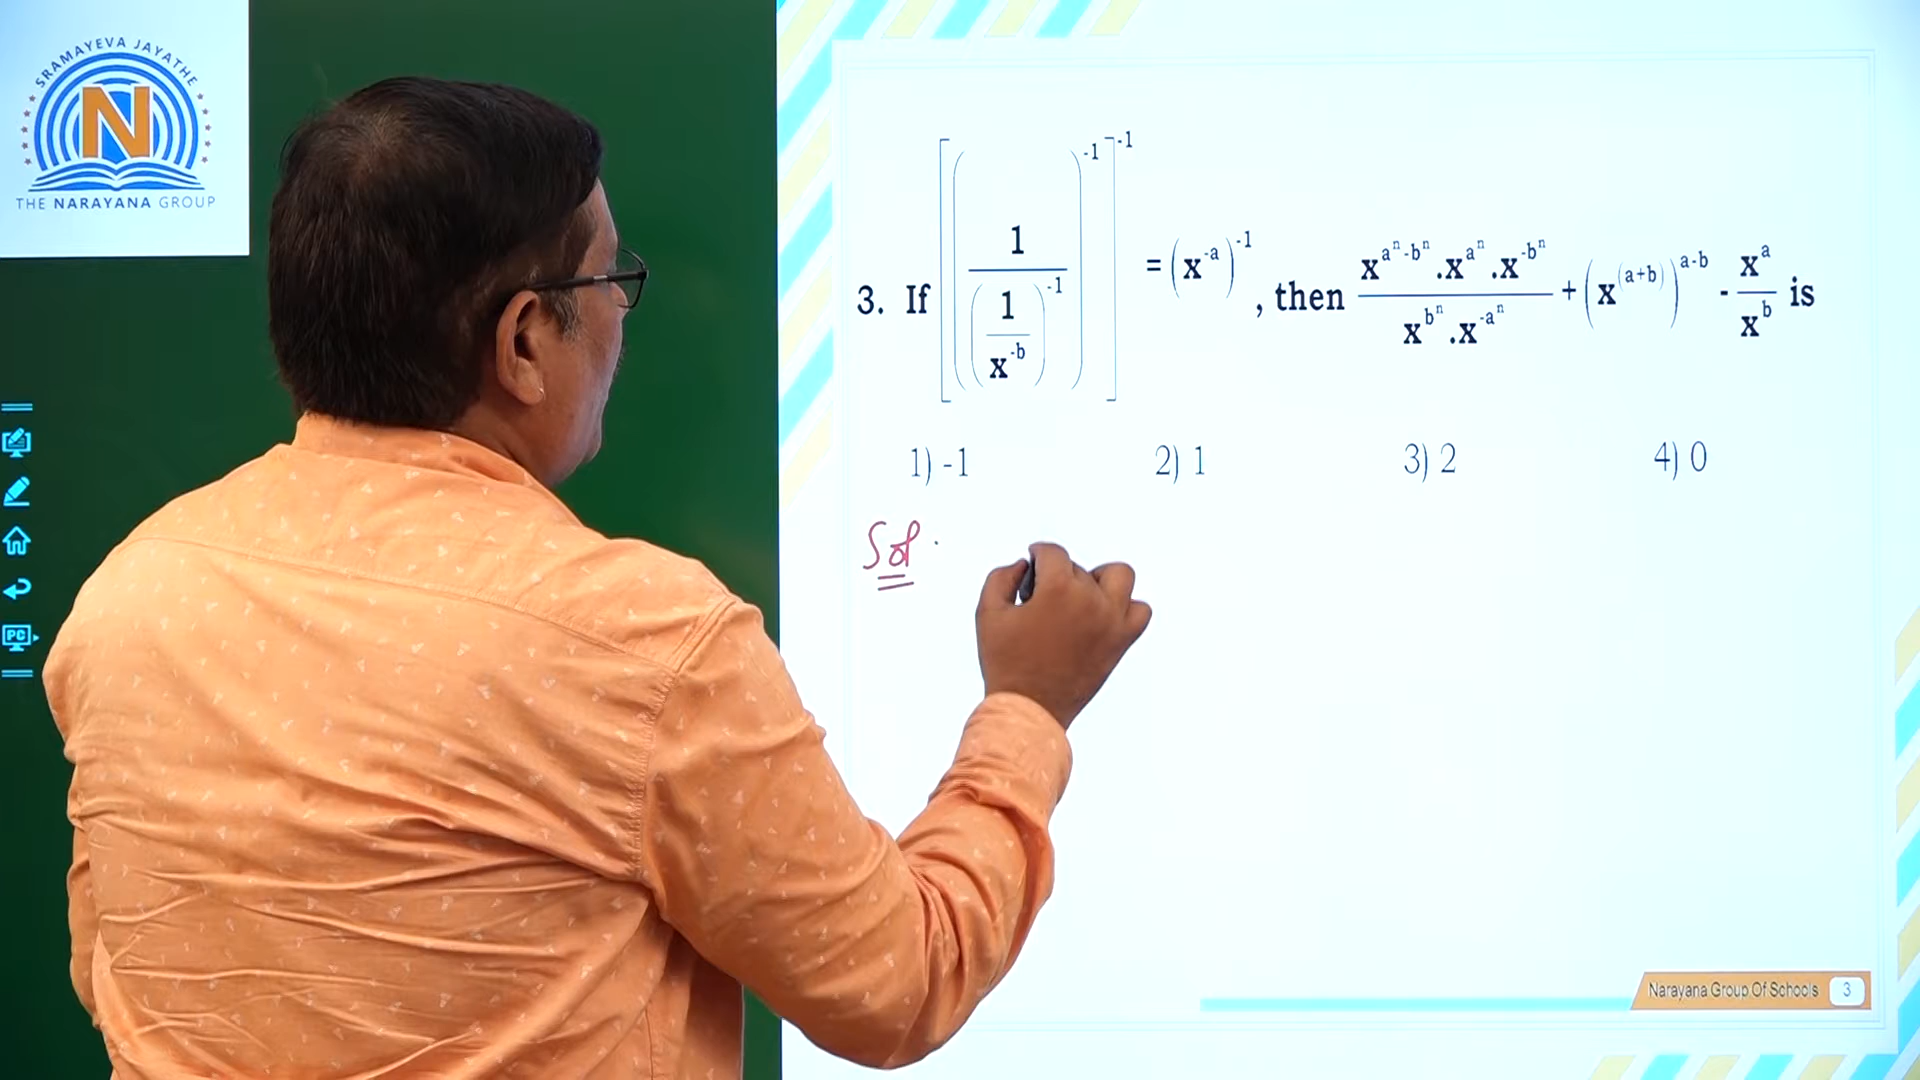 SRAMAYEVA JAYATHE
N
THE NARAYANA GROUP
3. If [((1/((1/x^-b)^-1))^-1]^-1 = (x^-a)^-1, then (x^(a^n-b^n).x^(a^n).x^(-b^n))/(x^(b^n).x^(-a^n)) + (x^(a+b))^(a-b) - x^a/x^b is
1) -1 2) 1 3) 2 4) 0
Sol.
PC
Narayana Group Of Schools 3